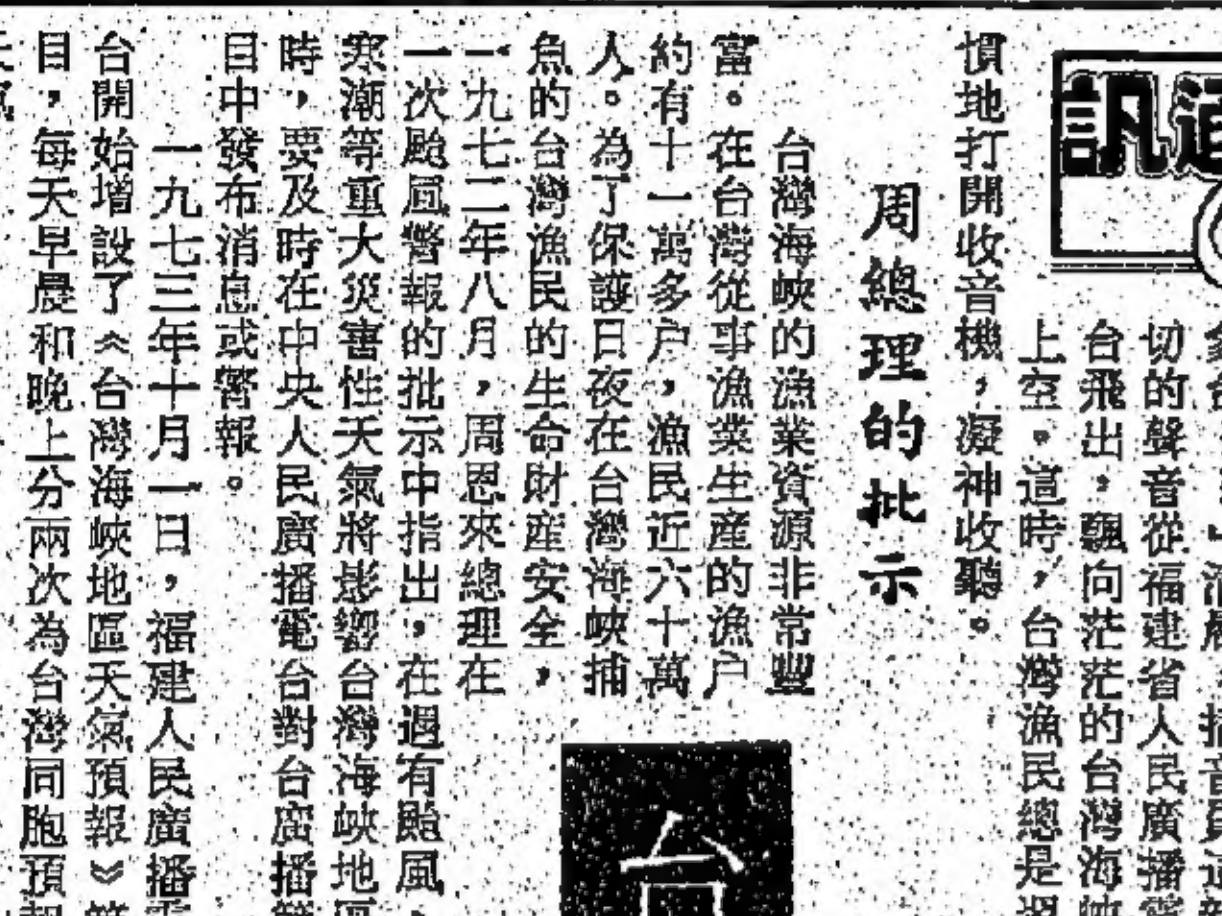 通訊
切的聲音從福建省人民廣播電
台飛出，飄向茫茫的台灣海峽
上空。這時，台灣漁民總是
慣地打開收音機，凝神收聽。
周總理的批示
台灣海峽的漁業資源非常豐
富。在台灣從事漁業生産的漁户
約有十一萬多户，漁民近六十萬
人。為了保護日夜在台灣海峽捕
魚的台灣漁民的生命財産安全，
一九七二年八月，周恩來總理在
一次颱風警報的批示中指出，在遇有颱風、
寒潮等重大災害性天氣將影響台灣海峽地區
時，要及時在中央人民廣播電台對台廣播節
目中發布消息或警報。
一九七三年十月一日，福建人民廣播電
台開始增設了《台灣海峽地區天氣預報》節
目，每天早晨和晚上分兩次為台灣同胞預報
台